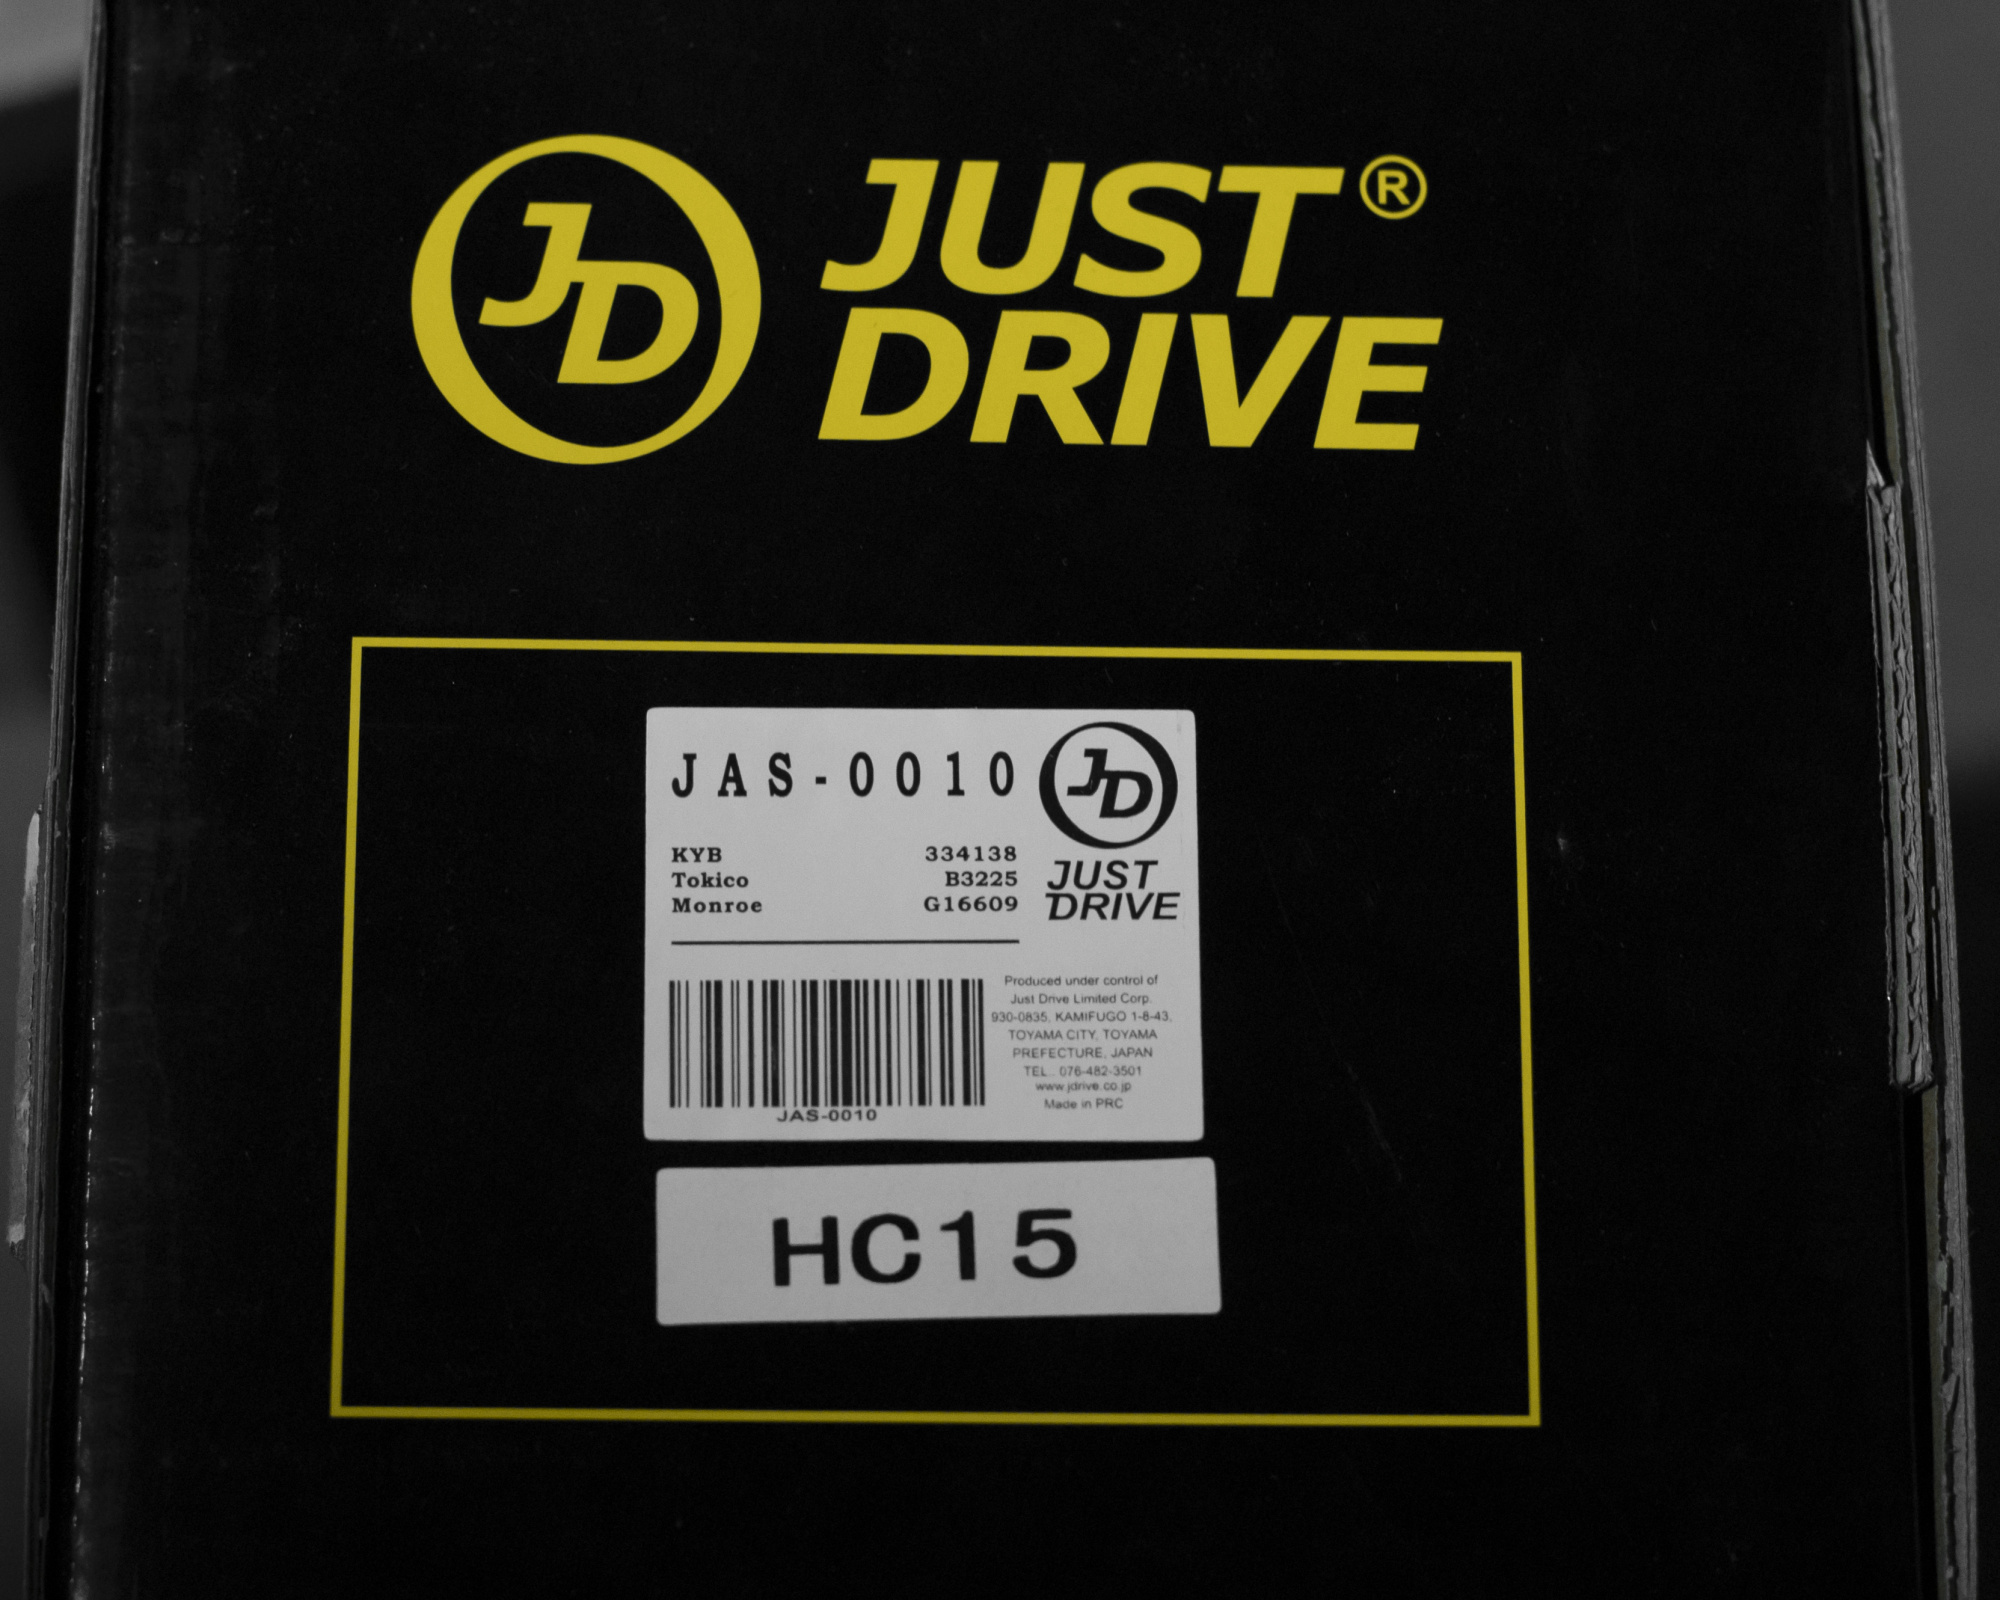 JD
JUST®
DRIVE
JAS-0010
JD
JUST
DRIVE
KYB 334138
Tokico B3225
Monroe G16609
Produced under control of
Just Drive Limited Corp.
930-0835, KAMIFUGO 1-8-43,
TOYAMA CITY, TOYAMA
PREFECTURE, JAPAN
TEL.. 076-482-3501
www.jdrive.co.jp
Made in PRC
JAS-0010
HC15